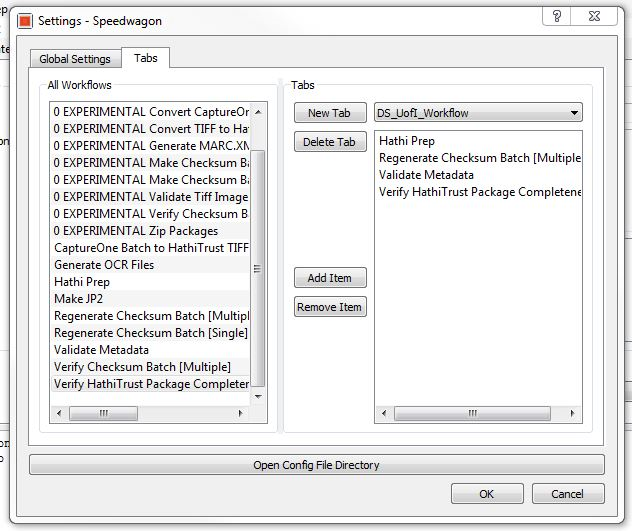 Settings - Speedwagon
Global Settings
Tabs
All Workflows
0 EXPERIMENTAL Convert CaptureOn
0 EXPERIMENTAL Convert TIFF to Ha
0 EXPERIMENTAL Generate MARC.XM
0 EXPERIMENTAL Make Checksum Ba
0 EXPERIMENTAL Make Checksum Ba
0 EXPERIMENTAL Validate Tiff Image
0 EXPERIMENTAL Verify Checksum B
0 EXPERIMENTAL Zip Packages
CaptureOne Batch to HathiTrust TIFF
Generate OCR Files
Hathi Prep
Make JP2
Regenerate Checksum Batch [Multipl
Regenerate Checksum Batch [Single]
Validate Metadata
Verify Checksum Batch [Multiple]
Verify HathiTrust Package Completer
Tabs
New Tab
DS_UofI_Workflow
Delete Tab
Hathi Prep
Regenerate Checksum Batch [Multiple
Validate Metadata
Verify HathiTrust Package Completene
Add Item
Remove Item
Open Config File Directory
OK
Cancel